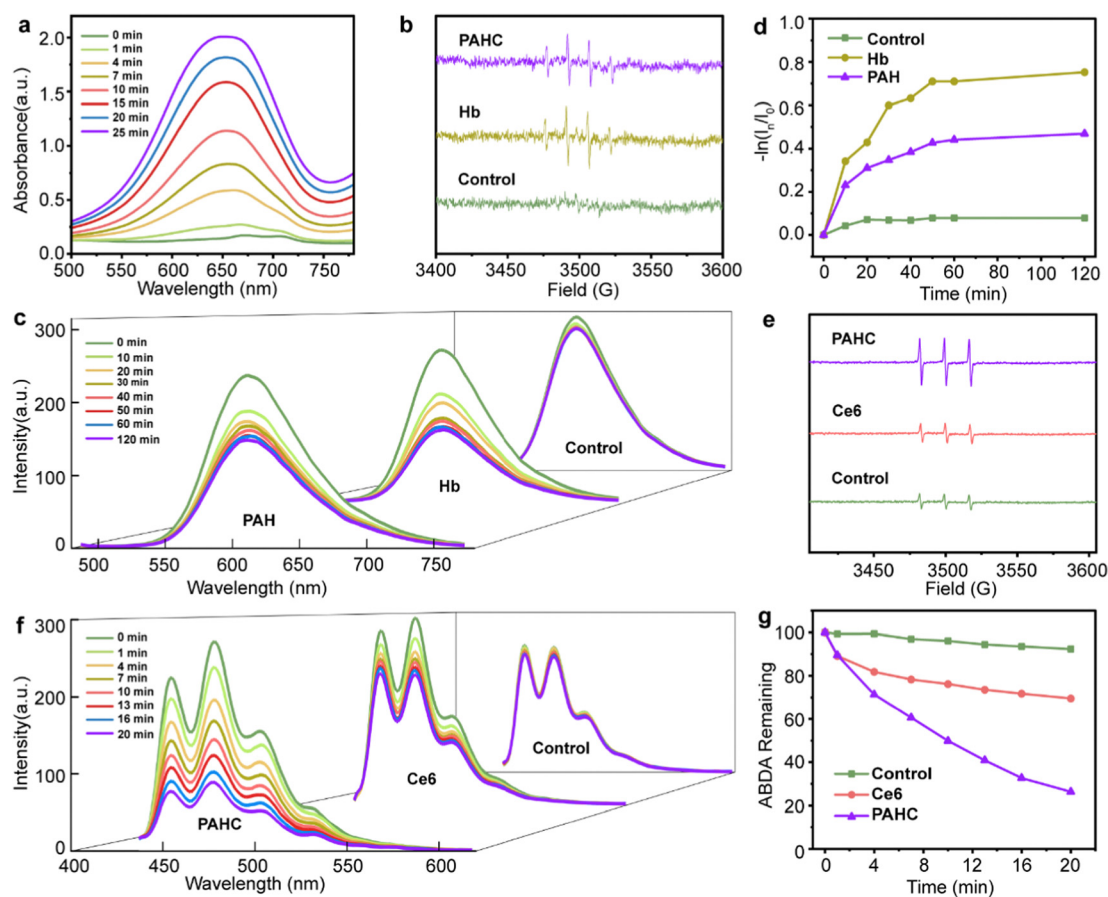 a
Absorbance(a.u.)
2.0
1.5
1.0
0.5
0.0
0 min
1 min
4 min
7 min
10 min
15 min
20 min
25 min
500
550
600
650
700
750
Wavelength (nm)
b
PAHC
Hb
Control
3400
3450
3500
3550
3600
Field (G)
d
-ln(In/I0)
1.0
0.8
0.6
0.4
0.2
0.0
Control
Hb
PAH
0
20
40
60
80
100
120
Time (min)
c
Intensity(a.u.)
300
200
100
0
0 min
10 min
20 min
30 min
40 min
50 min
60 min
120 min
PAH
Hb
Control
500
550
600
650
700
750
Wavelength (nm)
e
PAHC
Ce6
Control
3450
3500
3550
3600
Field (G)
f
Intensity(a.u.)
300
200
100
0
0 min
1 min
4 min
7 min
10 min
13 min
16 min
20 min
PAHC
Ce6
Control
400
450
500
550
600
Wavelength (nm)
g
ABDA Remaining
100
80
60
40
20
0
Control
Ce6
PAHC
0
4
8
12
16
20
Time (min)